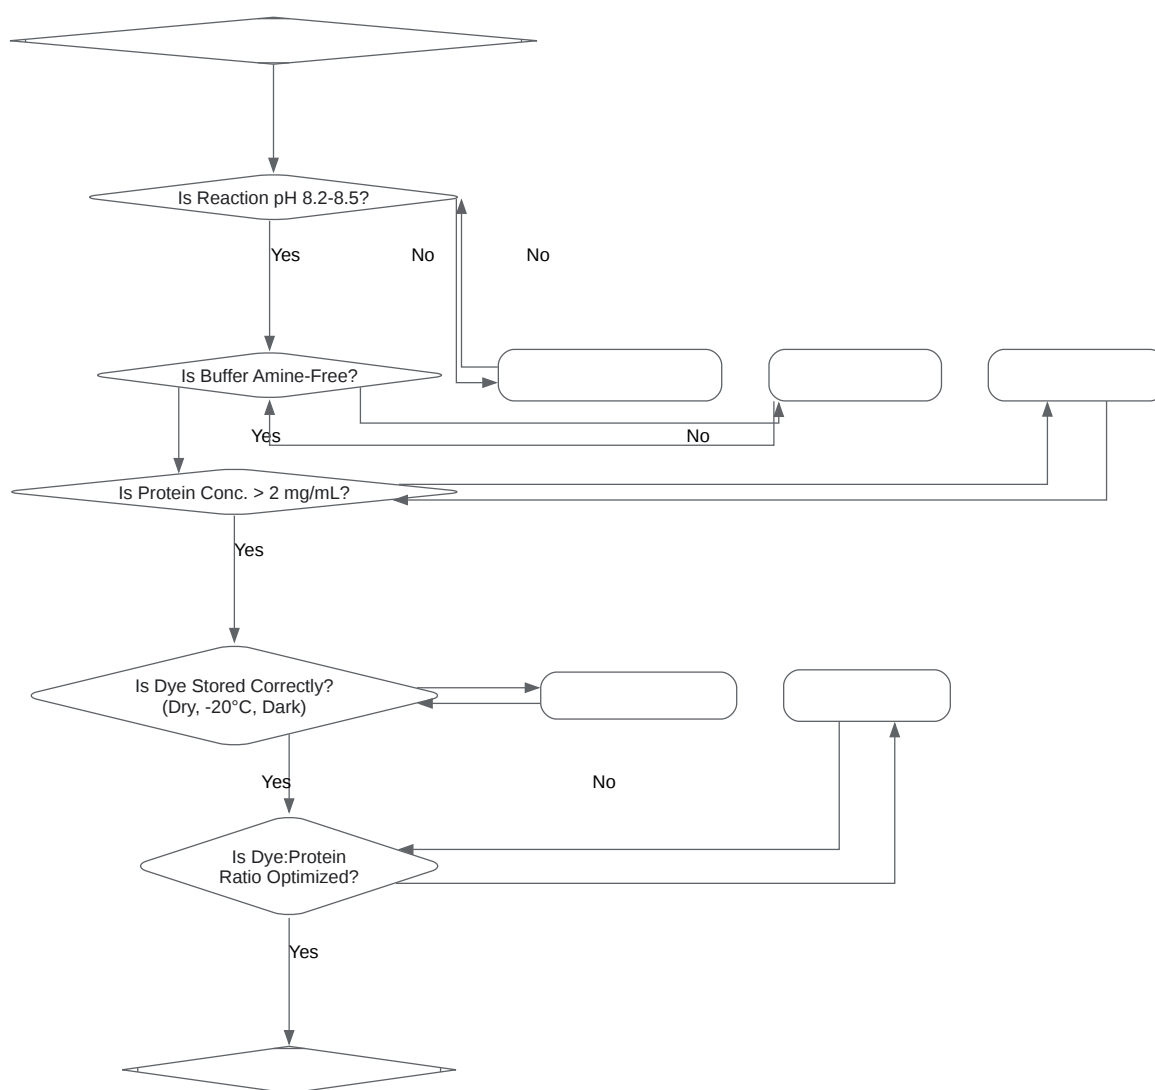 Is Reaction pH 8.2-8.5?
Yes
No
No
Is Buffer Amine-Free?
Yes
No
Is Protein Conc. > 2 mg/mL?
Yes
Is Dye Stored Correctly?
(Dry, -20°C, Dark)
Yes
No
Is Dye:Protein
Ratio Optimized?
Yes